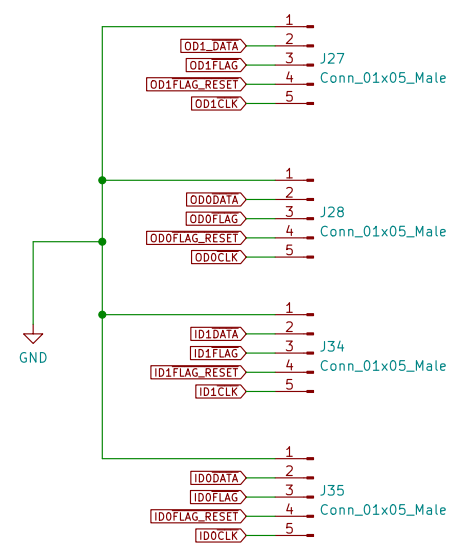 1
OD1_DATA 2
OD1FLAG 3 J27
OD1FLAG_RESET 4 Conn_01x05_Male
OD1CLK 5
1
OD0DATA 2
OD0FLAG 3 J28
OD0FLAG_RESET 4 Conn_01x05_Male
OD0CLK 5
1
ID1DATA 2
ID1FLAG 3 J34
GND
ID1FLAG_RESET 4 Conn_01x05_Male
ID1CLK 5
1
ID0DATA 2
ID0FLAG 3 J35
ID0FLAG_RESET 4 Conn_01x05_Male
ID0CLK 5